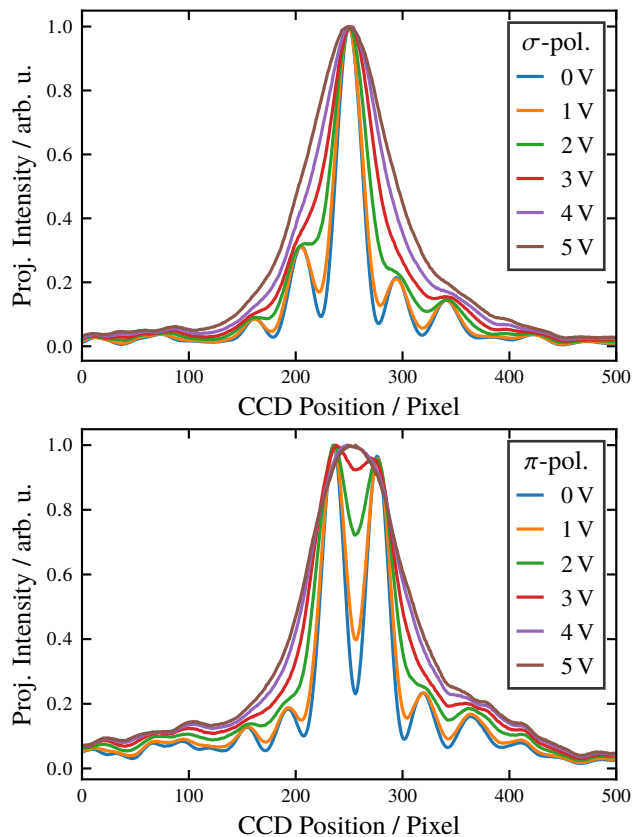 σ-pol.
0 V
1 V
2 V
3 V
4 V
5 V
Proj. Intensity / arb. u.
1.0
0.8
0.6
0.4
0.2
0.0
0 100 200 300 400 500
CCD Position / Pixel
π-pol.
0 V
1 V
2 V
3 V
4 V
5 V
Proj. Intensity / arb. u.
1.0
0.8
0.6
0.4
0.2
0.0
0 100 200 300 400 500
CCD Position / Pixel